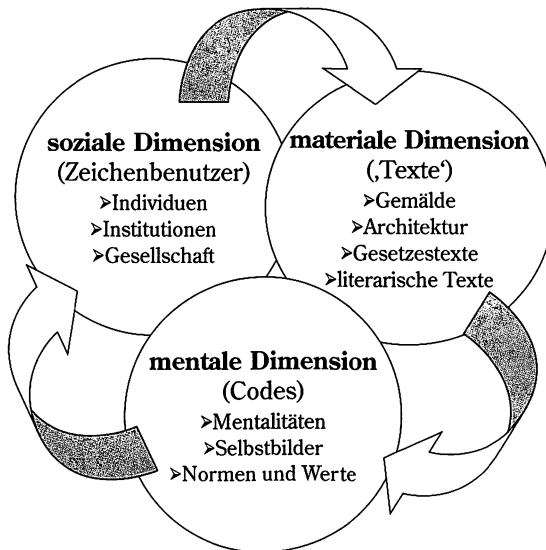 soziale Dimension
(Zeichenbenutzer)
➢Individuen
➢Institutionen
➢Gesellschaft
materiale Dimension
(‚Texte‘)
➢Gemälde
➢Architektur
➢Gesetzestexte
➢literarische Texte
mentale Dimension
(Codes)
➢Mentalitäten
➢Selbstbilder
➢Normen und Werte